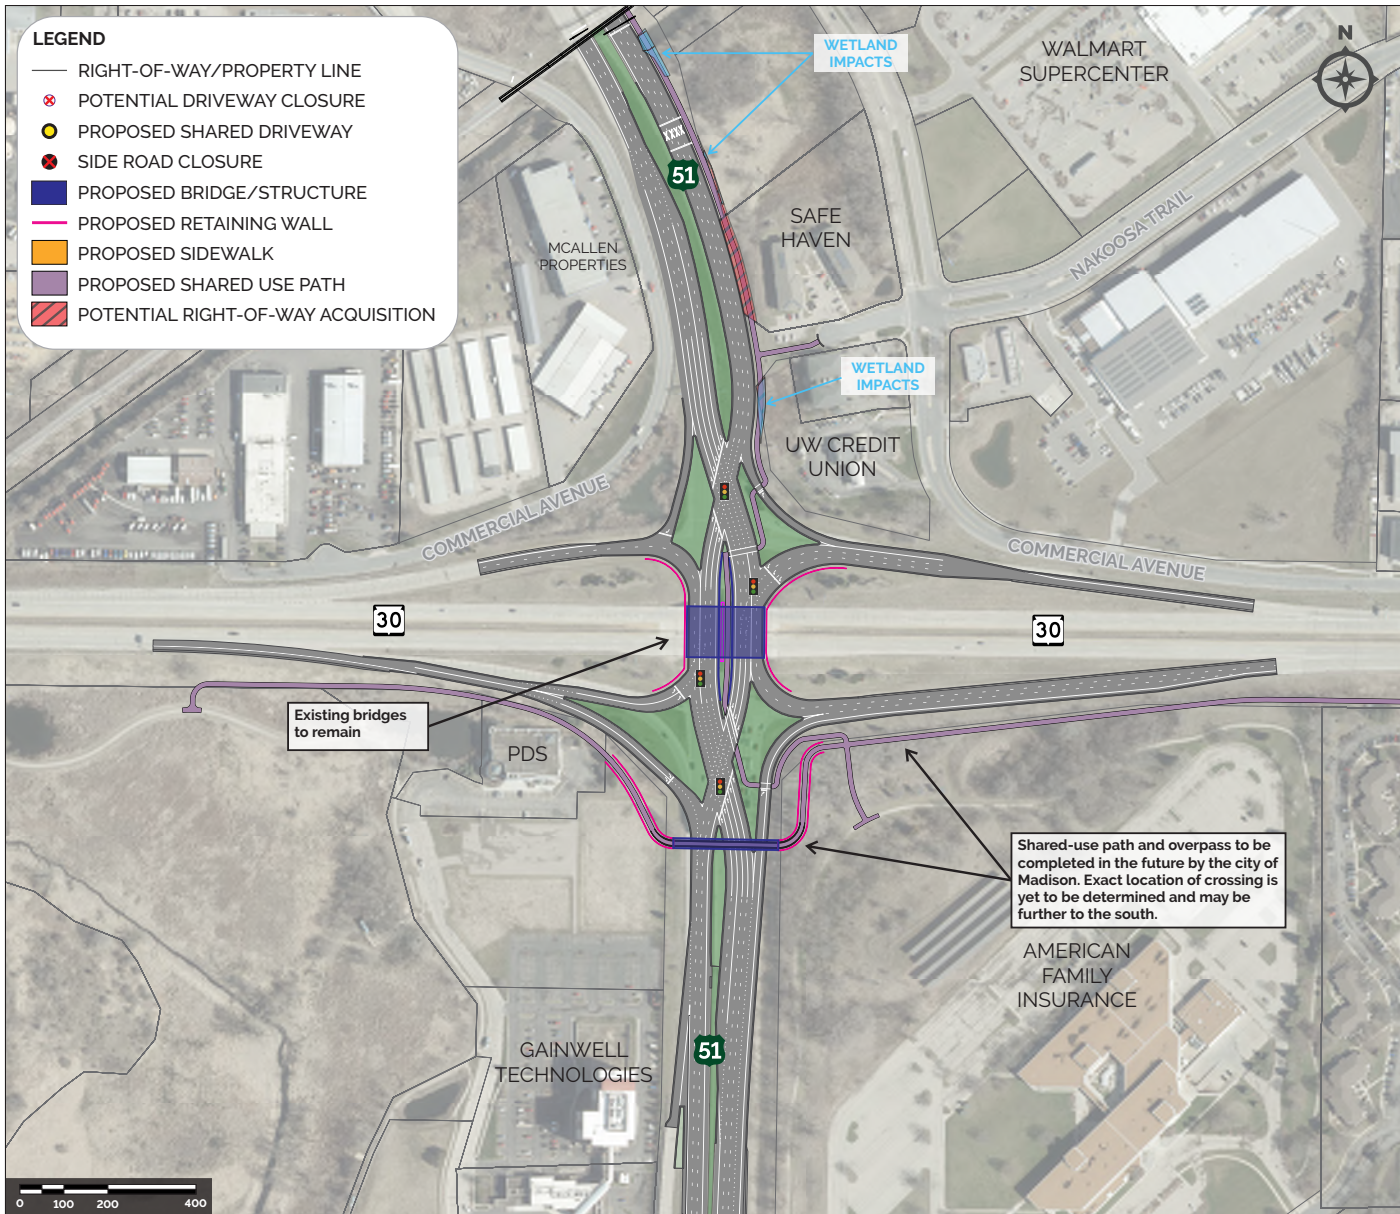 LEGEND
RIGHT-OF-WAY/PROPERTY LINE
POTENTIAL DRIVEWAY CLOSURE
PROPOSED SHARED DRIVEWAY
SIDE ROAD CLOSURE
PROPOSED BRIDGE/STRUCTURE
PROPOSED RETAINING WALL
PROPOSED SIDEWALK
PROPOSED SHARED USE PATH
POTENTIAL RIGHT-OF-WAY ACQUISITION
WETLAND
IMPACTS
WALMART
SUPERCENTER
N
XXXX
51
SAFE
HAVEN
NAKOOSA TRAIL
MCALLEN
PROPERTIES
WETLAND
IMPACTS
UW CREDIT
UNION
COMMERCIAL AVENUE
COMMERCIAL AVENUE
30
30
Existing bridges
to remain
PDS
Shared-use path and overpass to be
completed in the future by the city of
Madison. Exact location of crossing is
yet to be determined and may be
further to the south.
AMERICAN
FAMILY
INSURANCE
GAINWELL
TECHNOLOGIES
51
0 100 200 400